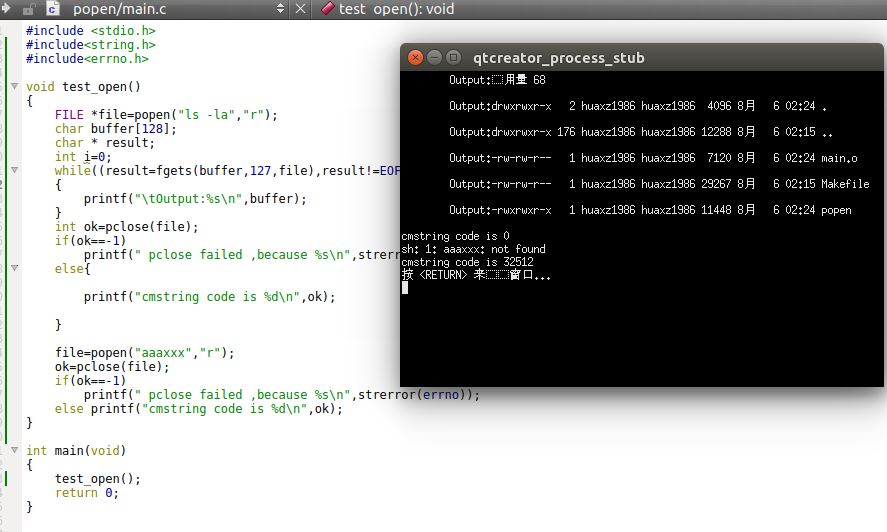 popen/main.c
test_open(): void
#include <stdio.h>
#include<string.h>
#include<errno.h>
void test_open()
{
FILE *file=popen("ls -la","r");
char buffer[128];
char * result;
int i=0;
while((result=fgets(buffer,127,file),result!=EOF
{
printf("\tOutput:%s\n",buffer);
}
int ok=pclose(file);
if(ok==-1)
printf(" pclose failed ,because %s\n",strerr
else{
printf("cmstring code is %d\n",ok);
}
file=popen("aaaxxx","r");
ok=pclose(file);
if(ok==-1)
printf(" pclose failed ,because %s\n",strerror(errno));
else printf("cmstring code is %d\n",ok);
}
int main(void)
{
test_open();
return 0;
}
qtcreator_process_stub
Output:用量 68
Output:drwxrwxr-x 2 huaxz1986 huaxz1986 4096 8月 6 02:24 .
Output:drwxrwxr-x 176 huaxz1986 huaxz1986 12288 8月 6 02:15 ..
Output:-rw-rw-r-- 1 huaxz1986 huaxz1986 7120 8月 6 02:24 main.o
Output:-rw-rw-r-- 1 huaxz1986 huaxz1986 29267 8月 6 02:15 Makefile
Output:-rwxrwxr-x 1 huaxz1986 huaxz1986 11448 8月 6 02:24 popen
cmstring code is 0
sh: 1: aaaxxx: not found
cmstring code is 32512
按 <RETURN> 来窗口...